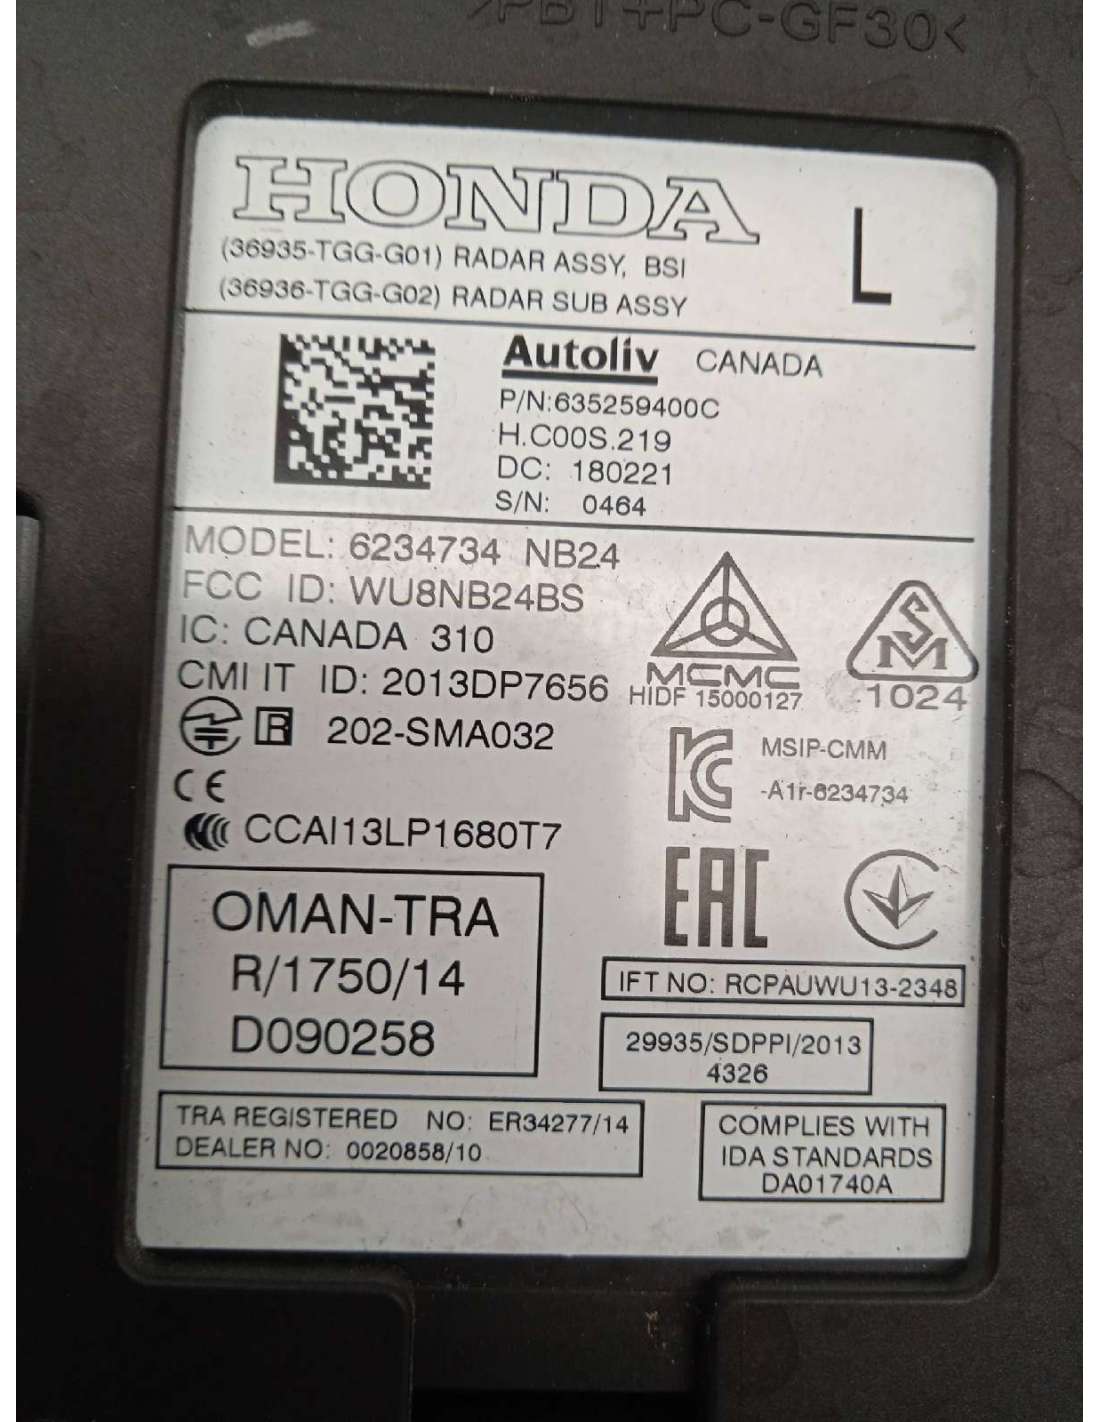 >PBT+PC-GF30<
HONDA
L
(36935-TGG-G01) RADAR ASSY, BSI
(36936-TGG-G02) RADAR SUB ASSY
Autoliv CANADA
P/N:635259400C
H.C00S.219
DC: 180221
S/N: 0464
MODEL: 6234734 NB24
FCC ID: WU8NB24BS
IC: CANADA 310
CMI IT ID: 2013DP7656
MCMC
HIDF 15000127
SM
1024
R 202-SMA032
KC
MSIP-CMM
-A1r-6234734
CE
CCC CCAI13LP1680T7
EAC
OMAN-TRA
R/1750/14
D090258
IFT NO: RCPAUWU13-2348
29935/SDPPI/2013
4326
TRA REGISTERED NO: ER34277/14
DEALER NO: 0020858/10
COMPLIES WITH
IDA STANDARDS
DA01740A